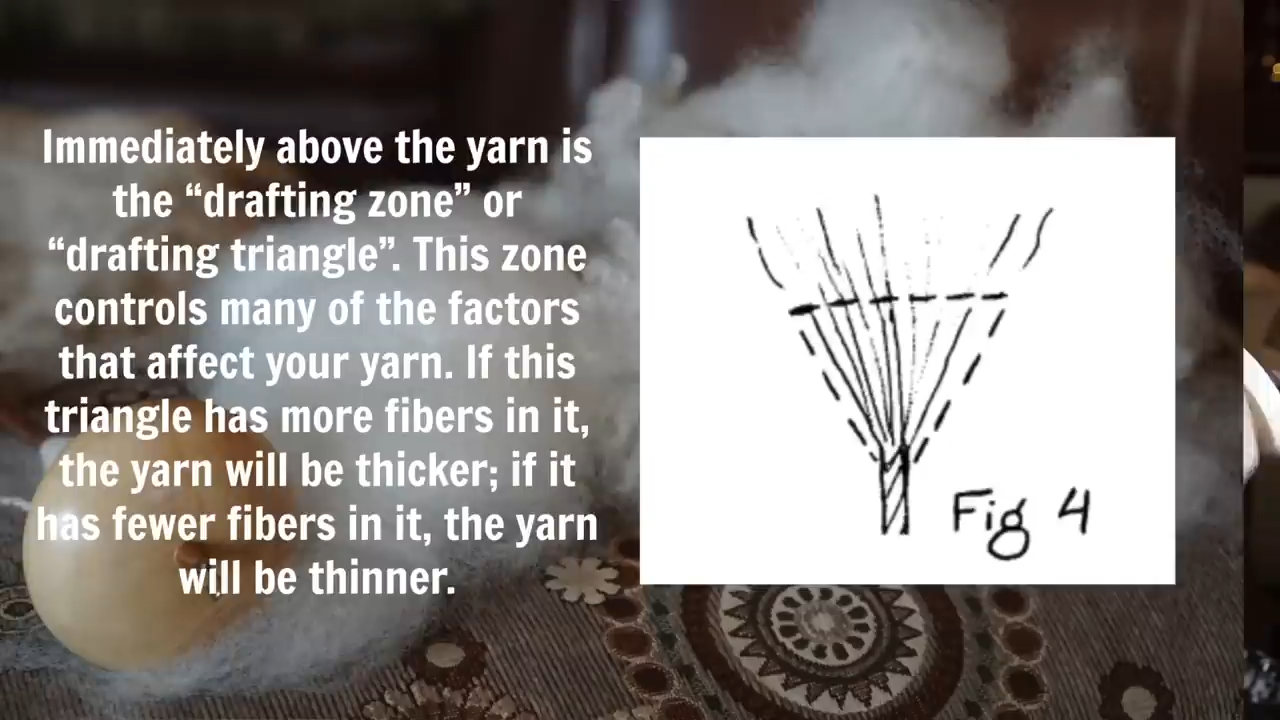 Immediately above the yarn is
the “drafting zone” or
“drafting triangle”. This zone
controls many of the factors
that affect your yarn. If this
triangle has more fibers in it,
the yarn will be thicker; if it
has fewer fibers in it, the yarn
will be thinner.
Fig 4